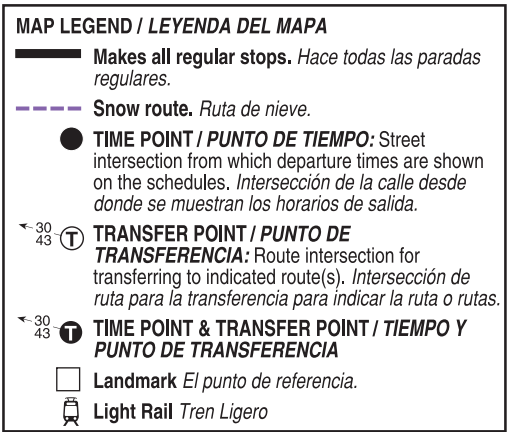 MAP LEGEND / LEYENDA DEL MAPA
Makes all regular stops. Hace todas las paradas
regulares.
Snow route. Ruta de nieve.
TIME POINT / PUNTO DE TIEMPO: Street
intersection from which departure times are shown
on the schedules. Intersección de la calle desde
donde se muestran los horarios de salida.
30
43 T TRANSFER POINT / PUNTO DE
TRANSFERENCIA: Route intersection for
transferring to indicated route(s). Intersección de
ruta para la transferencia para indicar la ruta o rutas.
30
43 T TIME POINT & TRANSFER POINT / TIEMPO Y
PUNTO DE TRANSFERENCIA
Landmark El punto de referencia.
Light Rail Tren Ligero